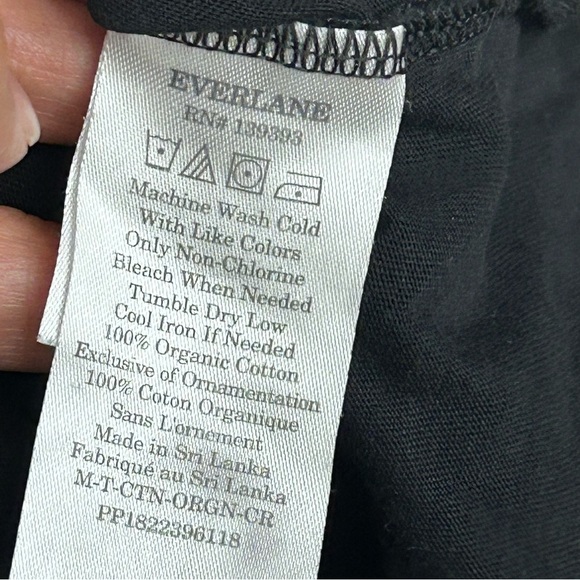 EVERLANE
RN# 139393
Machine Wash Cold
With Like Colors
Only Non-Chlorine
Bleach When Needed
Tumble Dry Low
Cool Iron If Needed
100% Organic Cotton
Exclusive of Ornamentation
100% Coton Organique
Sans L'ornement
Made in Sri Lanka
Fabriqué au Sri Lanka
M-T-CTN-ORGN-CR
PP1822396118